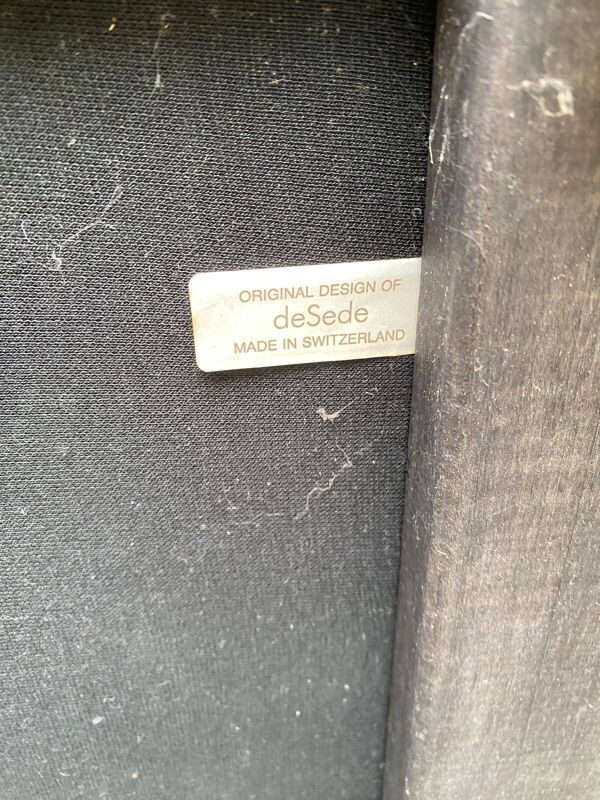 ORIGINAL DESIGN OF
deSede
MADE IN SWITZERLAND